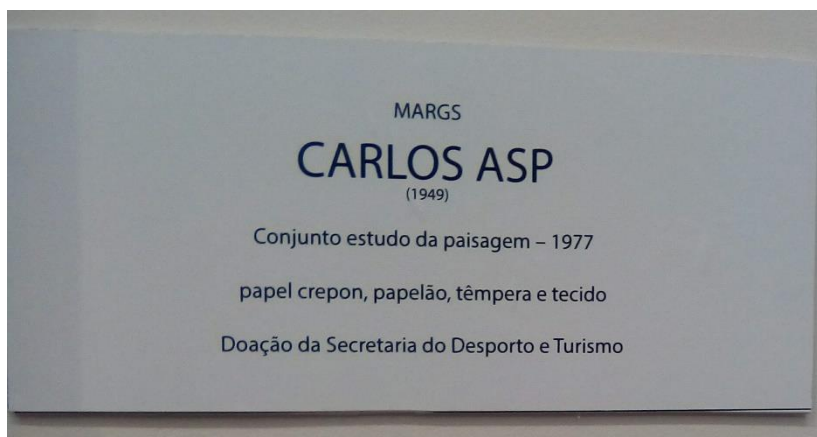 MARGS
CARLOS ASP
(1949)
Conjunto estudo da paisagem – 1977
papel crepon, papelão, têmpera e tecido
Doação da Secretaria do Desporto e Turismo